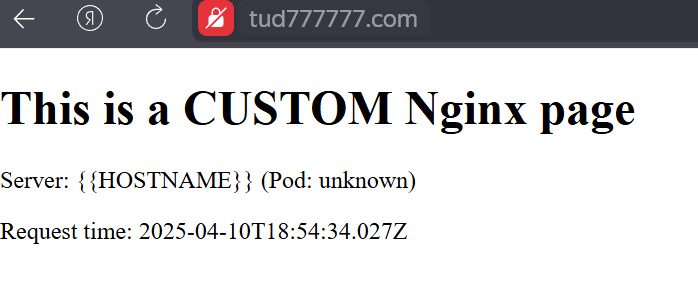 Я
tud777777.com
This is a CUSTOM Nginx page
Server: {{HOSTNAME}} (Pod: unknown)
Request time: 2025-04-10T18:54:34.027Z